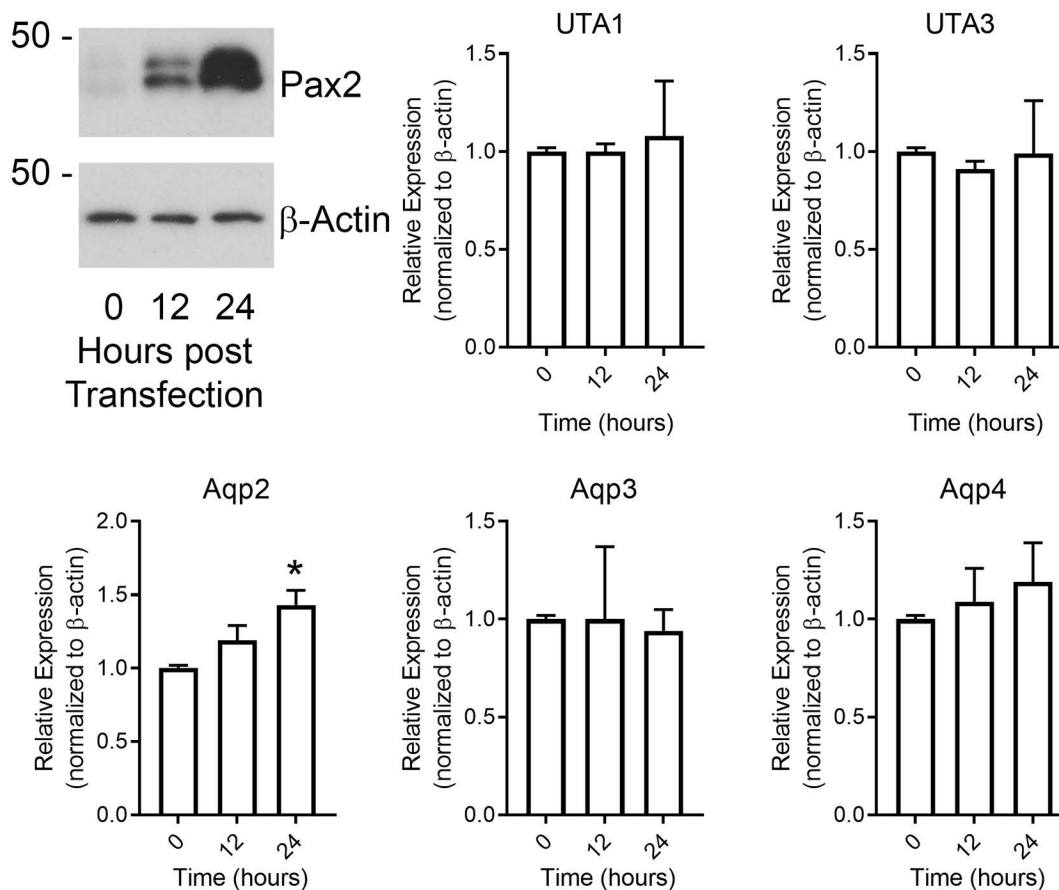 50 -
Pax2
50 -
β-Actin
0 12 24
Hours post
Transfection
UTA1
Relative Expression
(normalized to β-actin)
1.5
1.0
0.5
0.0
0 12 24
Time (hours)
UTA3
Relative Expression
(normalized to β-actin)
1.5
1.0
0.5
0.0
0 12 24
Time (hours)
Aqp2
Relative Expression
(normalized to β-actin)
2.0
1.5
1.0
0.5
0.0
*
0 12 24
Time (hours)
Aqp3
Relative Expression
(normalized to β-actin)
1.5
1.0
0.5
0.0
0 12 24
Time (hours)
Aqp4
Relative Expression
(normalized to β-actin)
1.5
1.0
0.5
0.0
0 12 24
Time (hours)